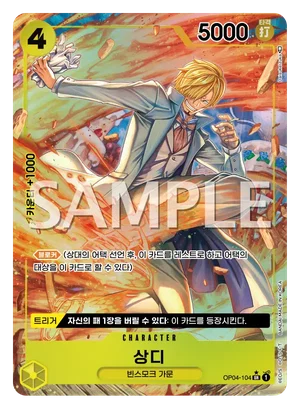 4
5000
타격
打
카운터 +1000
SAMPLE
블로커 (상대의 어택 선언 후, 이 카드를 레스트로 하고 어택의
대상을 이 카드로 할 수 있다)
트리거 자신의 패 1장을 버릴 수 있다: 이 카드를 등장시킨다.
CHARACTER
상디
빈스모크 가문
OP04-104 SR 1